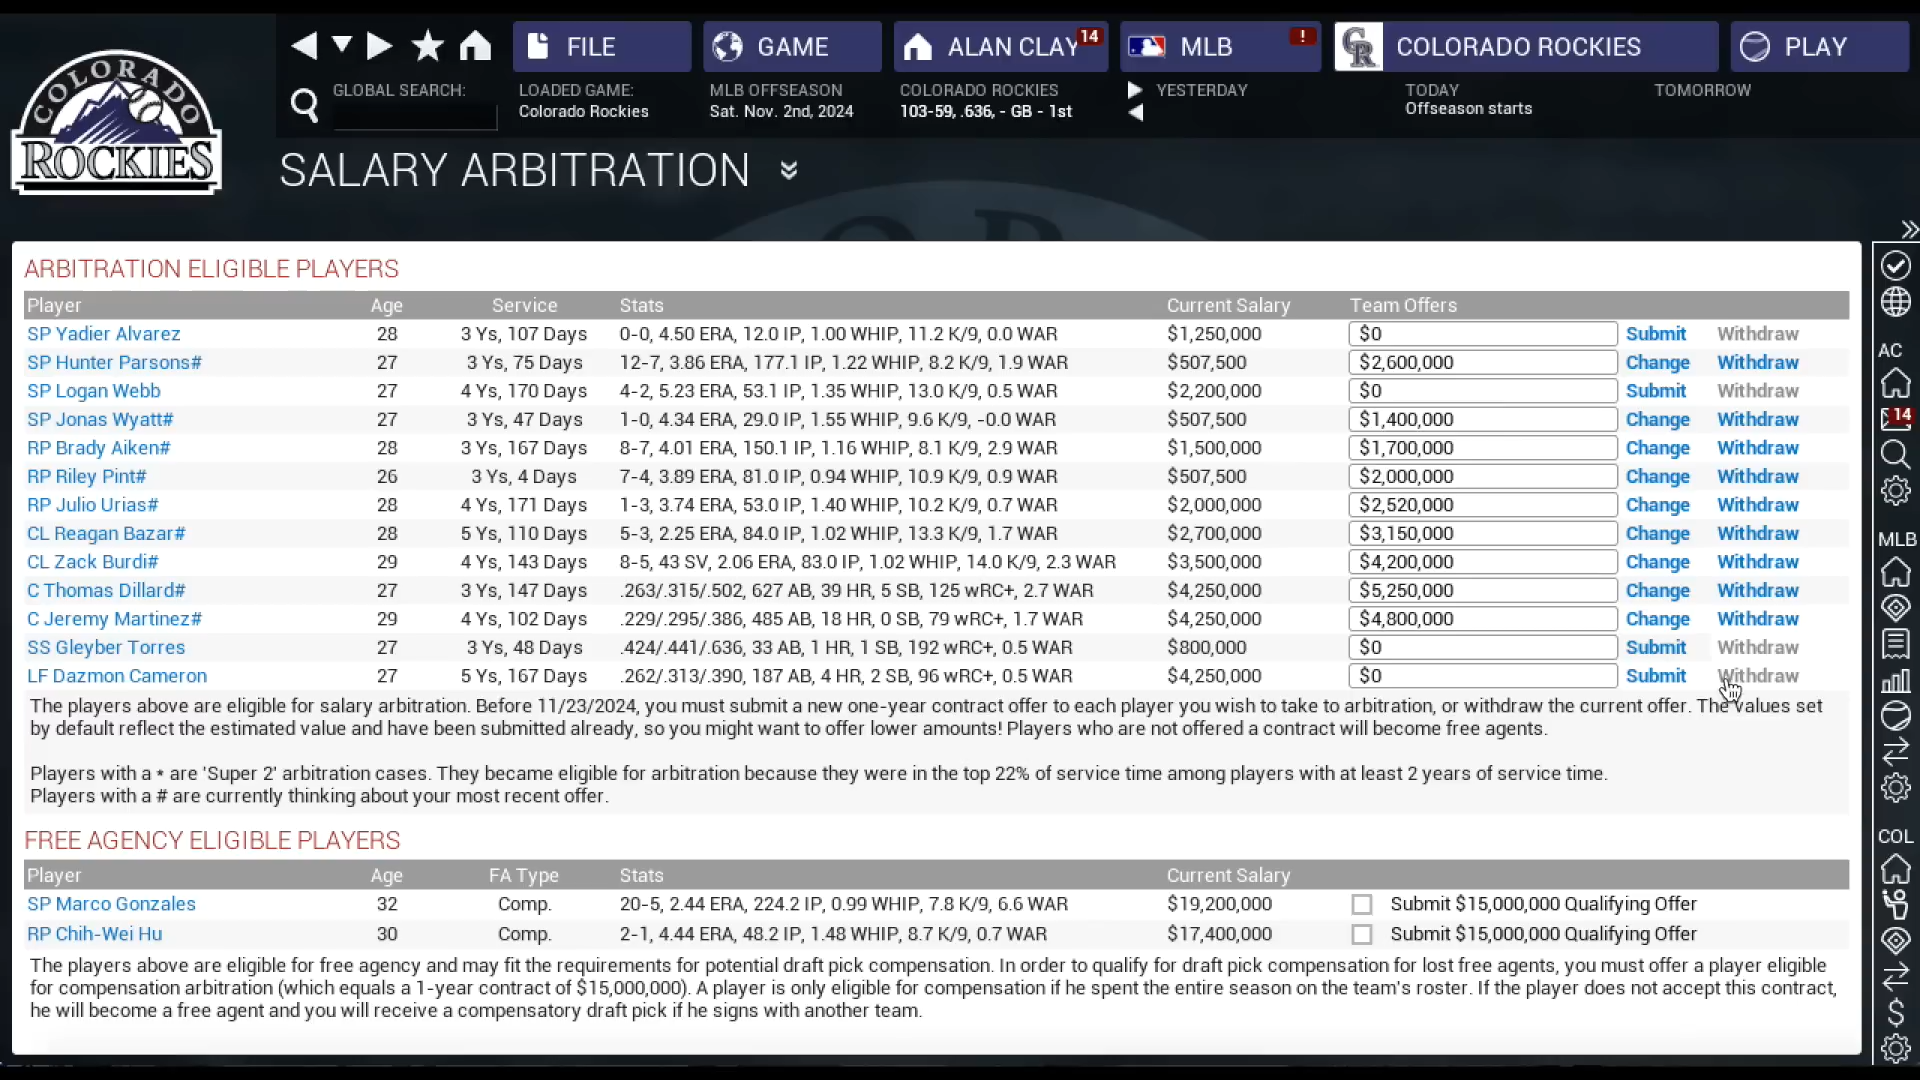 COLORADO
ROCKIES
FILE
GAME
ALAN CLAY
14
MLB
!
CR
COLORADO ROCKIES
PLAY
GLOBAL SEARCH:
LOADED GAME:
Colorado Rockies
MLB OFFSEASON
Sat. Nov. 2nd, 2024
COLORADO ROCKIES
103-59, .636, - GB - 1st
YESTERDAY
TODAY
Offseason starts
TOMORROW
SALARY ARBITRATION
ARBITRATION ELIGIBLE PLAYERS
Player Age Service Stats Current Salary Team Offers
SP Yadier Alvarez 28 3 Ys, 107 Days 0-0, 4.50 ERA, 12.0 IP, 1.00 WHIP, 11.2 K/9, 0.0 WAR $1,250,000 $0 Submit Withdraw
SP Hunter Parsons# 27 3 Ys, 75 Days 12-7, 3.86 ERA, 177.1 IP, 1.22 WHIP, 8.2 K/9, 1.9 WAR $507,500 $2,600,000 Change Withdraw
SP Logan Webb 27 4 Ys, 170 Days 4-2, 5.23 ERA, 53.1 IP, 1.35 WHIP, 13.0 K/9, 0.5 WAR $2,200,000 $0 Submit Withdraw
SP Jonas Wyatt# 27 3 Ys, 47 Days 1-0, 4.34 ERA, 29.0 IP, 1.55 WHIP, 9.6 K/9, -0.0 WAR $507,500 $1,400,000 Change Withdraw
RP Brady Aiken# 28 3 Ys, 167 Days 8-7, 4.01 ERA, 150.1 IP, 1.16 WHIP, 8.1 K/9, 2.9 WAR $1,500,000 $1,700,000 Change Withdraw
RP Riley Pint# 26 3 Ys, 4 Days 7-4, 3.89 ERA, 81.0 IP, 0.94 WHIP, 10.9 K/9, 0.9 WAR $507,500 $2,000,000 Change Withdraw
RP Julio Urias# 28 4 Ys, 171 Days 1-3, 3.74 ERA, 53.0 IP, 1.40 WHIP, 10.2 K/9, 0.7 WAR $2,000,000 $2,520,000 Change Withdraw
CL Reagan Bazar# 28 5 Ys, 110 Days 5-3, 2.25 ERA, 84.0 IP, 1.02 WHIP, 13.3 K/9, 1.7 WAR $2,700,000 $3,150,000 Change Withdraw
CL Zack Burdi# 29 4 Ys, 143 Days 8-5, 43 SV, 2.06 ERA, 83.0 IP, 1.02 WHIP, 14.0 K/9, 2.3 WAR $3,500,000 $4,200,000 Change Withdraw
C Thomas Dillard# 27 3 Ys, 147 Days .263/.315/.502, 627 AB, 39 HR, 5 SB, 125 wRC+, 2.7 WAR $4,250,000 $5,250,000 Change Withdraw
C Jeremy Martinez# 29 4 Ys, 102 Days .229/.295/.386, 485 AB, 18 HR, 0 SB, 79 wRC+, 1.7 WAR $4,250,000 $4,800,000 Change Withdraw
SS Gleyber Torres 27 3 Ys, 48 Days .424/.441/.636, 33 AB, 1 HR, 1 SB, 192 wRC+, 0.5 WAR $800,000 $0 Submit Withdraw
LF Dazmon Cameron 27 5 Ys, 167 Days .262/.313/.390, 187 AB, 4 HR, 2 SB, 96 wRC+, 0.5 WAR $4,250,000 $0 Submit Withdraw
The players above are eligible for salary arbitration. Before 11/23/2024, you must submit a new one-year contract offer to each player you wish to take to arbitration, or withdraw the current offer. The values set
by default reflect the estimated value and have been submitted already, so you might want to offer lower amounts! Players who are not offered a contract will become free agents.
Players with a * are 'Super 2' arbitration cases. They became eligible for arbitration because they were in the top 22% of service time among players with at least 2 years of service time.
Players with a # are currently thinking about your most recent offer.
FREE AGENCY ELIGIBLE PLAYERS
Player Age FA Type Stats Current Salary
SP Marco Gonzales 32 Comp. 20-5, 2.44 ERA, 224.2 IP, 0.99 WHIP, 7.8 K/9, 6.6 WAR $19,200,000 Submit $15,000,000 Qualifying Offer
RP Chih-Wei Hu 30 Comp. 2-1, 4.44 ERA, 48.2 IP, 1.48 WHIP, 8.7 K/9, 0.7 WAR $17,400,000 Submit $15,000,000 Qualifying Offer
The players above are eligible for free agency and may fit the requirements for potential draft pick compensation. In order to qualify for draft pick compensation for lost free agents, you must offer a player eligible
for compensation arbitration (which equals a 1-year contract of $15,000,000). A player is only eligible for compensation if he spent the entire season on the team's roster. If the player does not accept this contract,
he will become a free agent and you will receive a compensatory draft pick if he signs with another team.
AC
14
MLB
COL
$